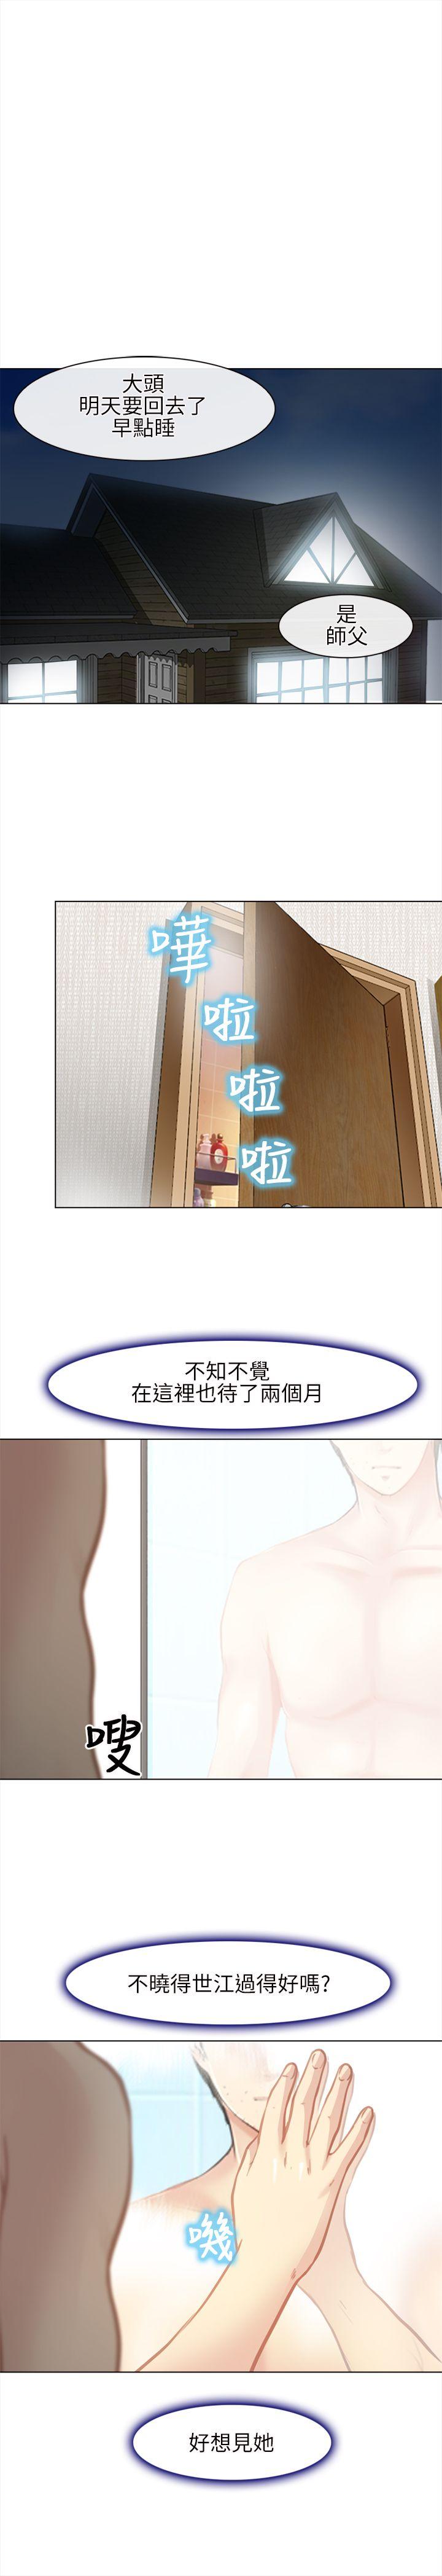 大頭
明天要回去了
早點睡
是
師父
嘩
啦
啦
啦
不知不覺
在這裡也待了兩個月
嗖
不曉得世江過得好嗎?
嘰
好想見她